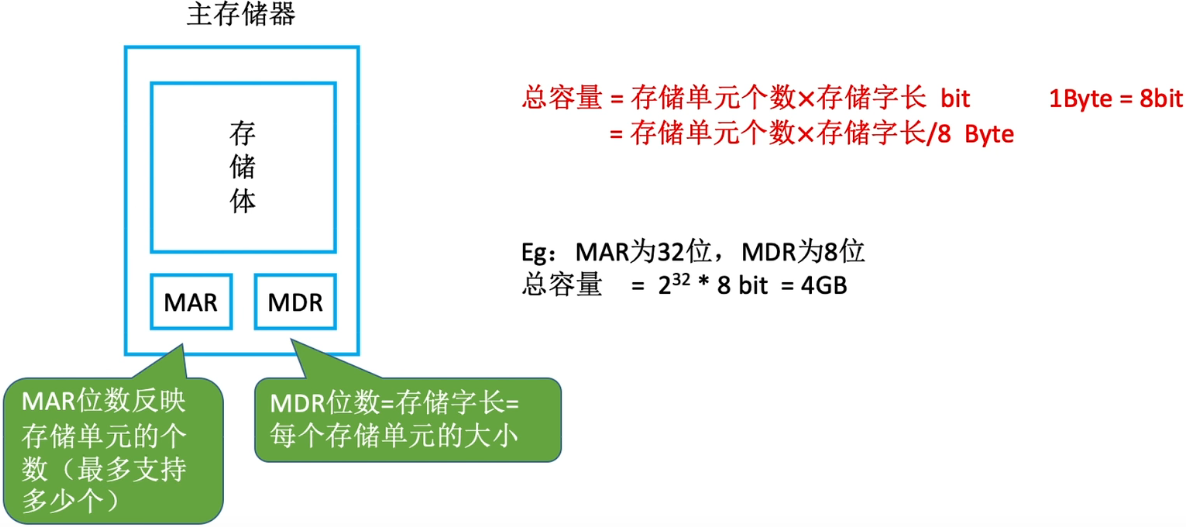 主存储器
存
储
体
MAR
MDR
MAR位数反映
存储单元的个
数（最多支持
多少个）
MDR位数=存储字长=
每个存储单元的大小
总容量 = 存储单元个数×存储字长 bit 1Byte = 8bit
= 存储单元个数×存储字长/8 Byte
Eg：MAR为32位，MDR为8位
总容量 = 2³² * 8 bit = 4GB